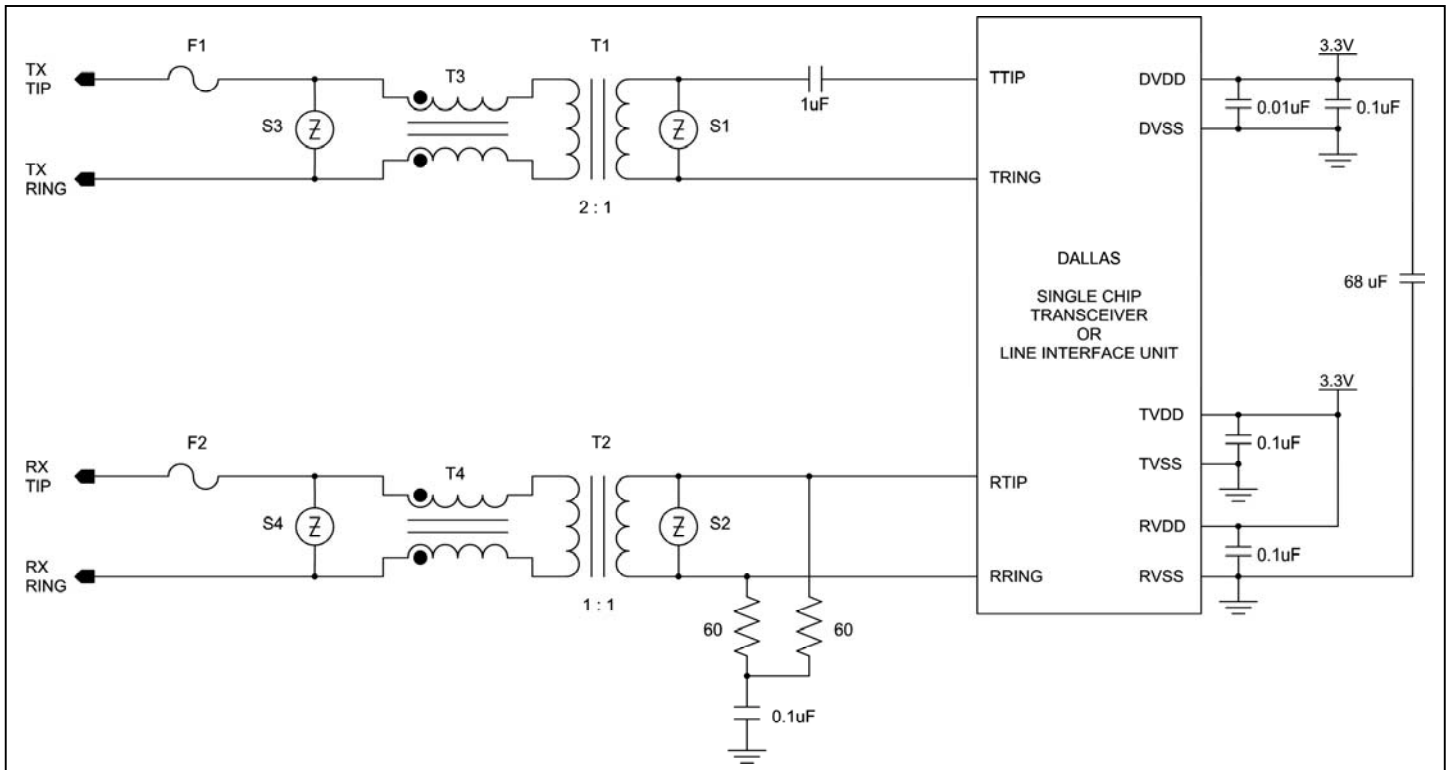 F1
T1
3.3V
TX
TIP
T3
TTIP
DVDD
1uF
0.01uF
0.1uF
S3
S1
DVSS
TX
RING
TRING
2 : 1
DALLAS
SINGLE CHIP
TRANSCEIVER
OR
LINE INTERFACE UNIT
68 uF
3.3V
F2
T2
TVDD
0.1uF
RX
TIP
T4
RTIP
TVSS
S4
S2
RVDD
0.1uF
RX
RING
RRING
RVSS
1 : 1
60
60
0.1uF